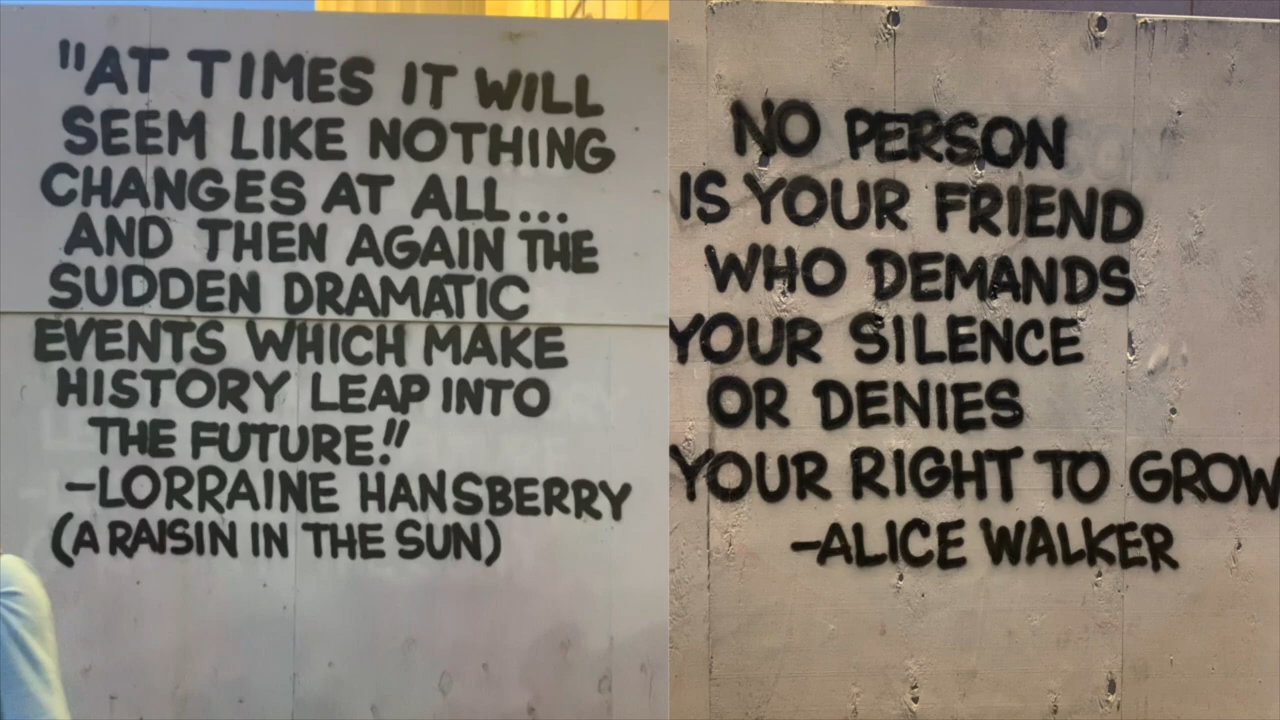 "AT TIMES IT WILL
SEEM LIKE NOTHING
CHANGES AT ALL...
AND THEN AGAIN THE
SUDDEN DRAMATIC
EVENTS WHICH MAKE
HISTORY LEAP INTO
THE FUTURE!"
-LORRAINE HANSBERRY
(A RAISIN IN THE SUN)
NO PERSON
IS YOUR FRIEND
WHO DEMANDS
YOUR SILENCE
OR DENIES
YOUR RIGHT TO GROW
-ALICE WALKER